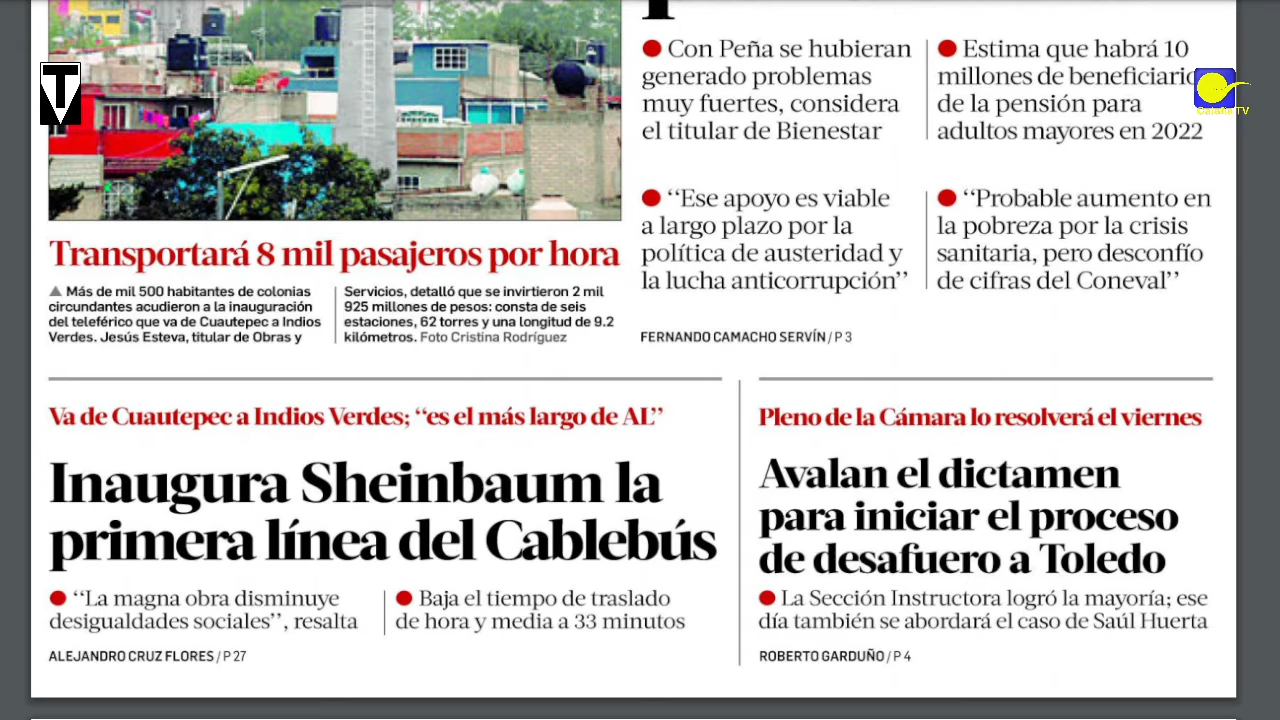 T
Galaxia TV
Con Peña se hubieran
generado problemas
muy fuertes, considera
el titular de Bienestar
Estima que habrá 10
millones de beneficiario
de la pensión para
adultos mayores en 2022
‘‘Ese apoyo es viable
a largo plazo por la
política de austeridad y
la lucha anticorrupción’’
‘‘Probable aumento en
la pobreza por la crisis
sanitaria, pero desconfío
de cifras del Coneval’’
FERNANDO CAMACHO SERVÍN / P 3
Transportará 8 mil pasajeros por hora
▲ Más de mil 500 habitantes de colonias
circundantes acudieron a la inauguración
del teleférico que va de Cuautepec a Indios
Verdes. Jesús Esteva, titular de Obras y
Servicios, detalló que se invirtieron 2 mil
925 millones de pesos: consta de seis
estaciones, 62 torres y una longitud de 9.2
kilómetros. Foto Cristina Rodríguez
Va de Cuautepec a Indios Verdes; “es el más largo de AL”
Inaugura Sheinbaum la
primera línea del Cablebús
‘‘La magna obra disminuye
desigualdades sociales’’, resalta
Baja el tiempo de traslado
de hora y media a 33 minutos
ALEJANDRO CRUZ FLORES / P 27
Pleno de la Cámara lo resolverá el viernes
Avalan el dictamen
para iniciar el proceso
de desafuero a Toledo
La Sección Instructora logró la mayoría; ese
día también se abordará el caso de Saúl Huerta
ROBERTO GARDUÑO / P 4